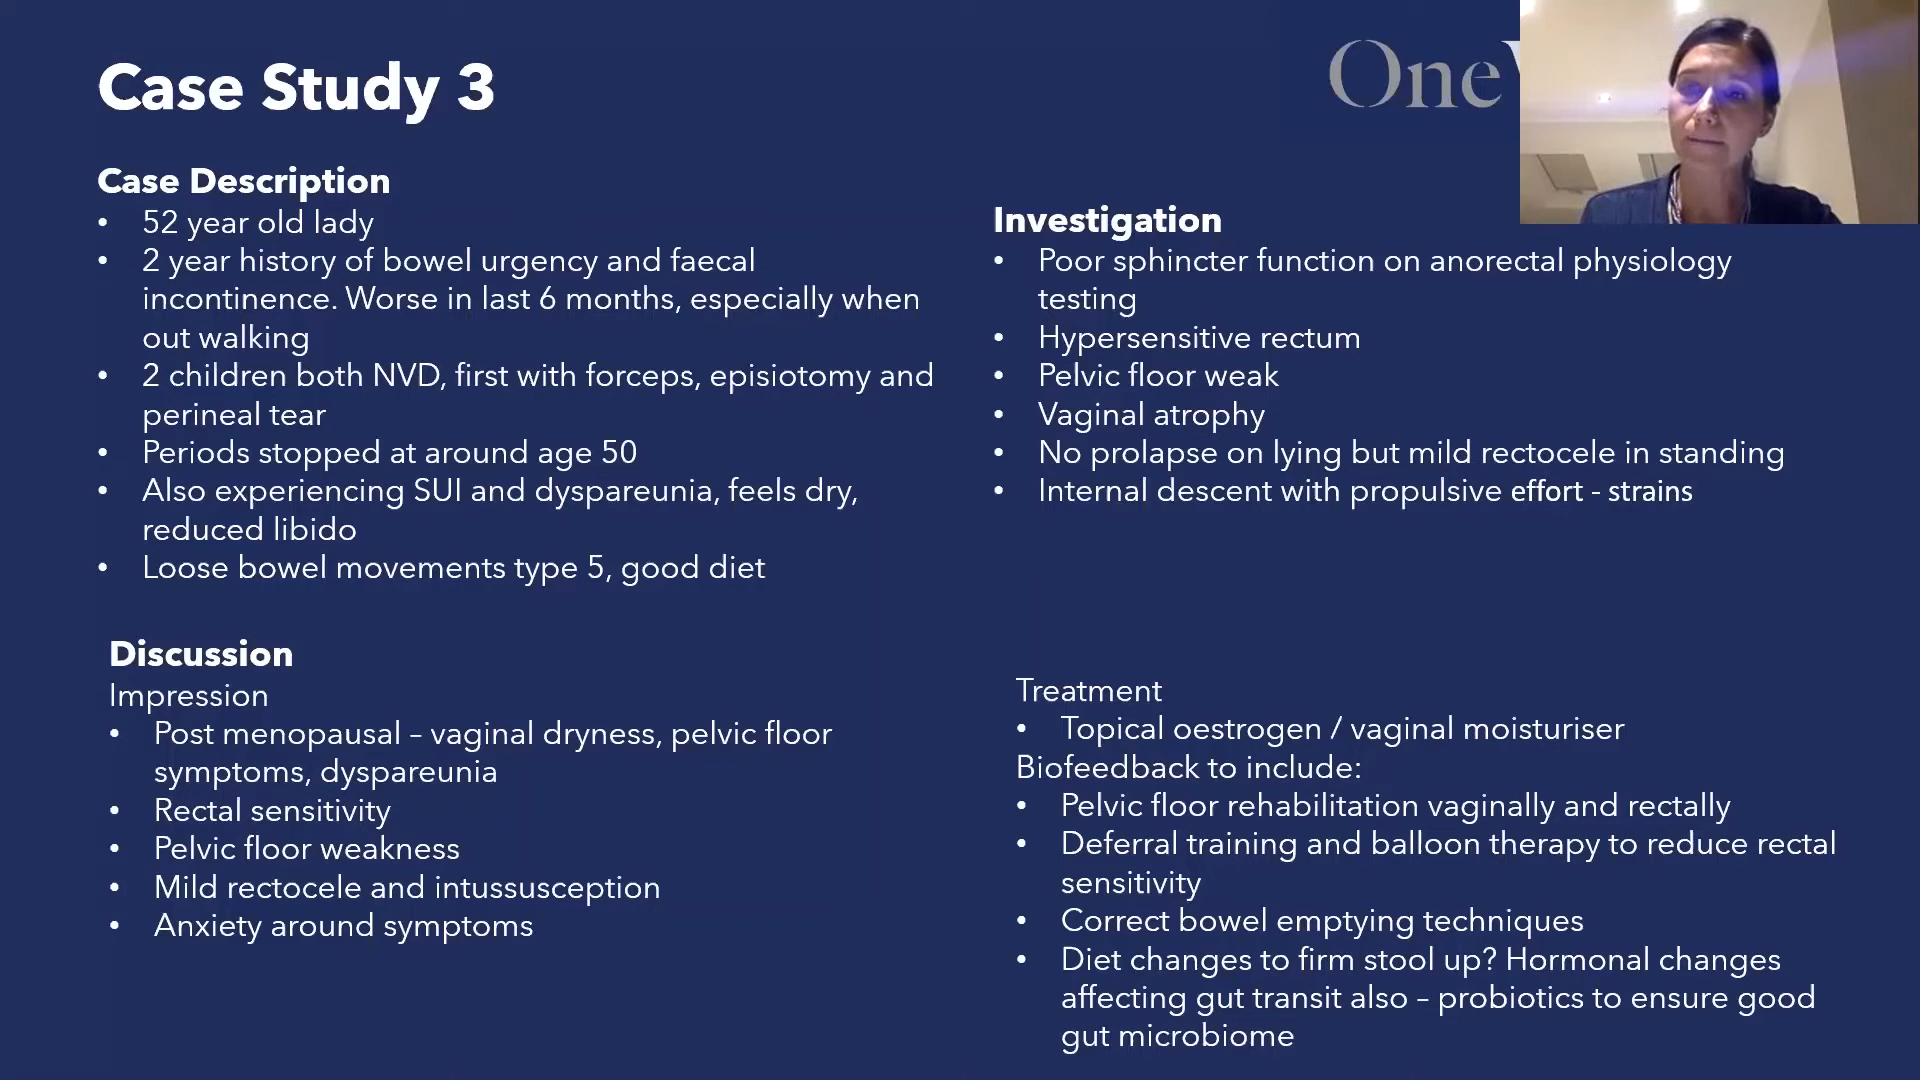 Case Study 3
One
Case Description
• 52 year old lady
• 2 year history of bowel urgency and faecal
incontinence. Worse in last 6 months, especially when
out walking
• 2 children both NVD, first with forceps, episiotomy and
perineal tear
• Periods stopped at around age 50
• Also experiencing SUI and dyspareunia, feels dry,
reduced libido
• Loose bowel movements type 5, good diet
Investigation
• Poor sphincter function on anorectal physiology
testing
• Hypersensitive rectum
• Pelvic floor weak
• Vaginal atrophy
• No prolapse on lying but mild rectocele in standing
• Internal descent with propulsive effort - strains
Discussion
Impression
• Post menopausal – vaginal dryness, pelvic floor
symptoms, dyspareunia
• Rectal sensitivity
• Pelvic floor weakness
• Mild rectocele and intussusception
• Anxiety around symptoms
Treatment
• Topical oestrogen / vaginal moisturiser
Biofeedback to include:
• Pelvic floor rehabilitation vaginally and rectally
• Deferral training and balloon therapy to reduce rectal
sensitivity
• Correct bowel emptying techniques
• Diet changes to firm stool up? Hormonal changes
affecting gut transit also – probiotics to ensure good
gut microbiome